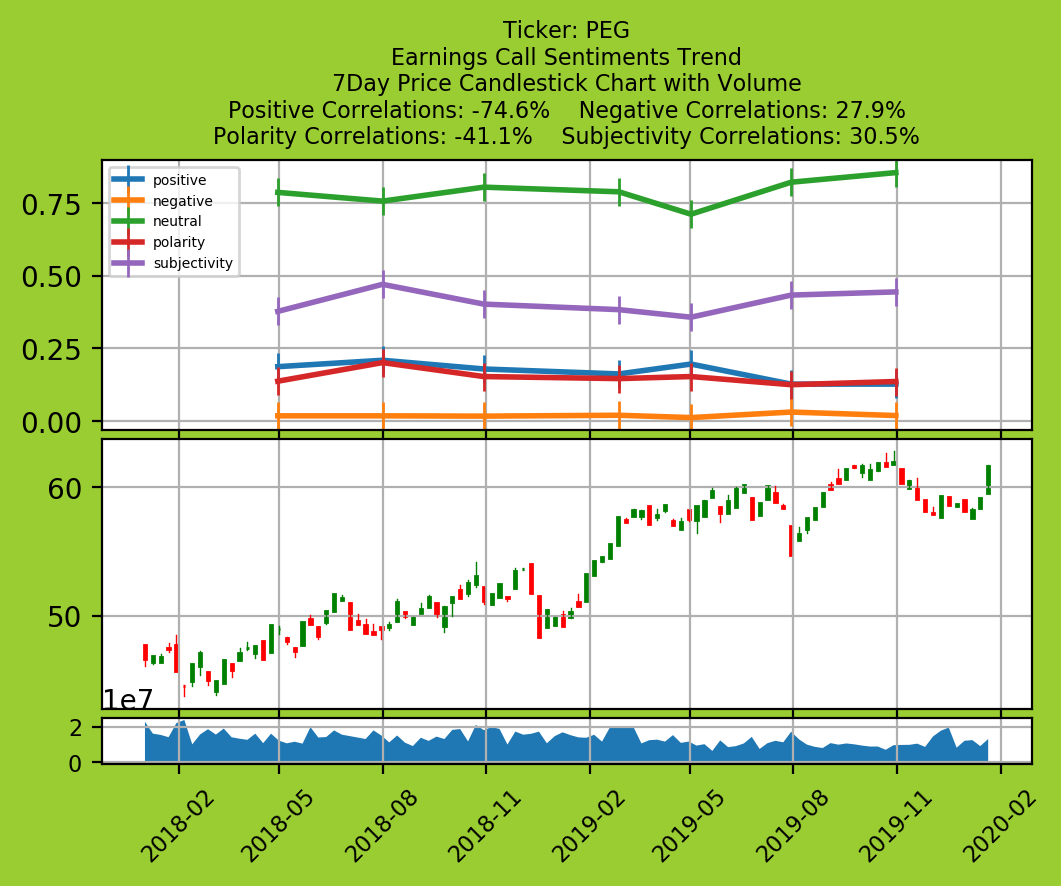 Ticker: PEG
Earnings Call Sentiments Trend
7Day Price Candlestick Chart with Volume
Positive Correlations: -74.6%    Negative Correlations: 27.9%
Polarity Correlations: -41.1%    Subjectivity Correlations: 30.5%
positive
negative
neutral
polarity
subjectivity
0.75
0.50
0.25
0.00
60
50
1e7
2
0
2018-02
2018-05
2018-08
2018-11
2019-02
2019-05
2019-08
2019-11
2020-02